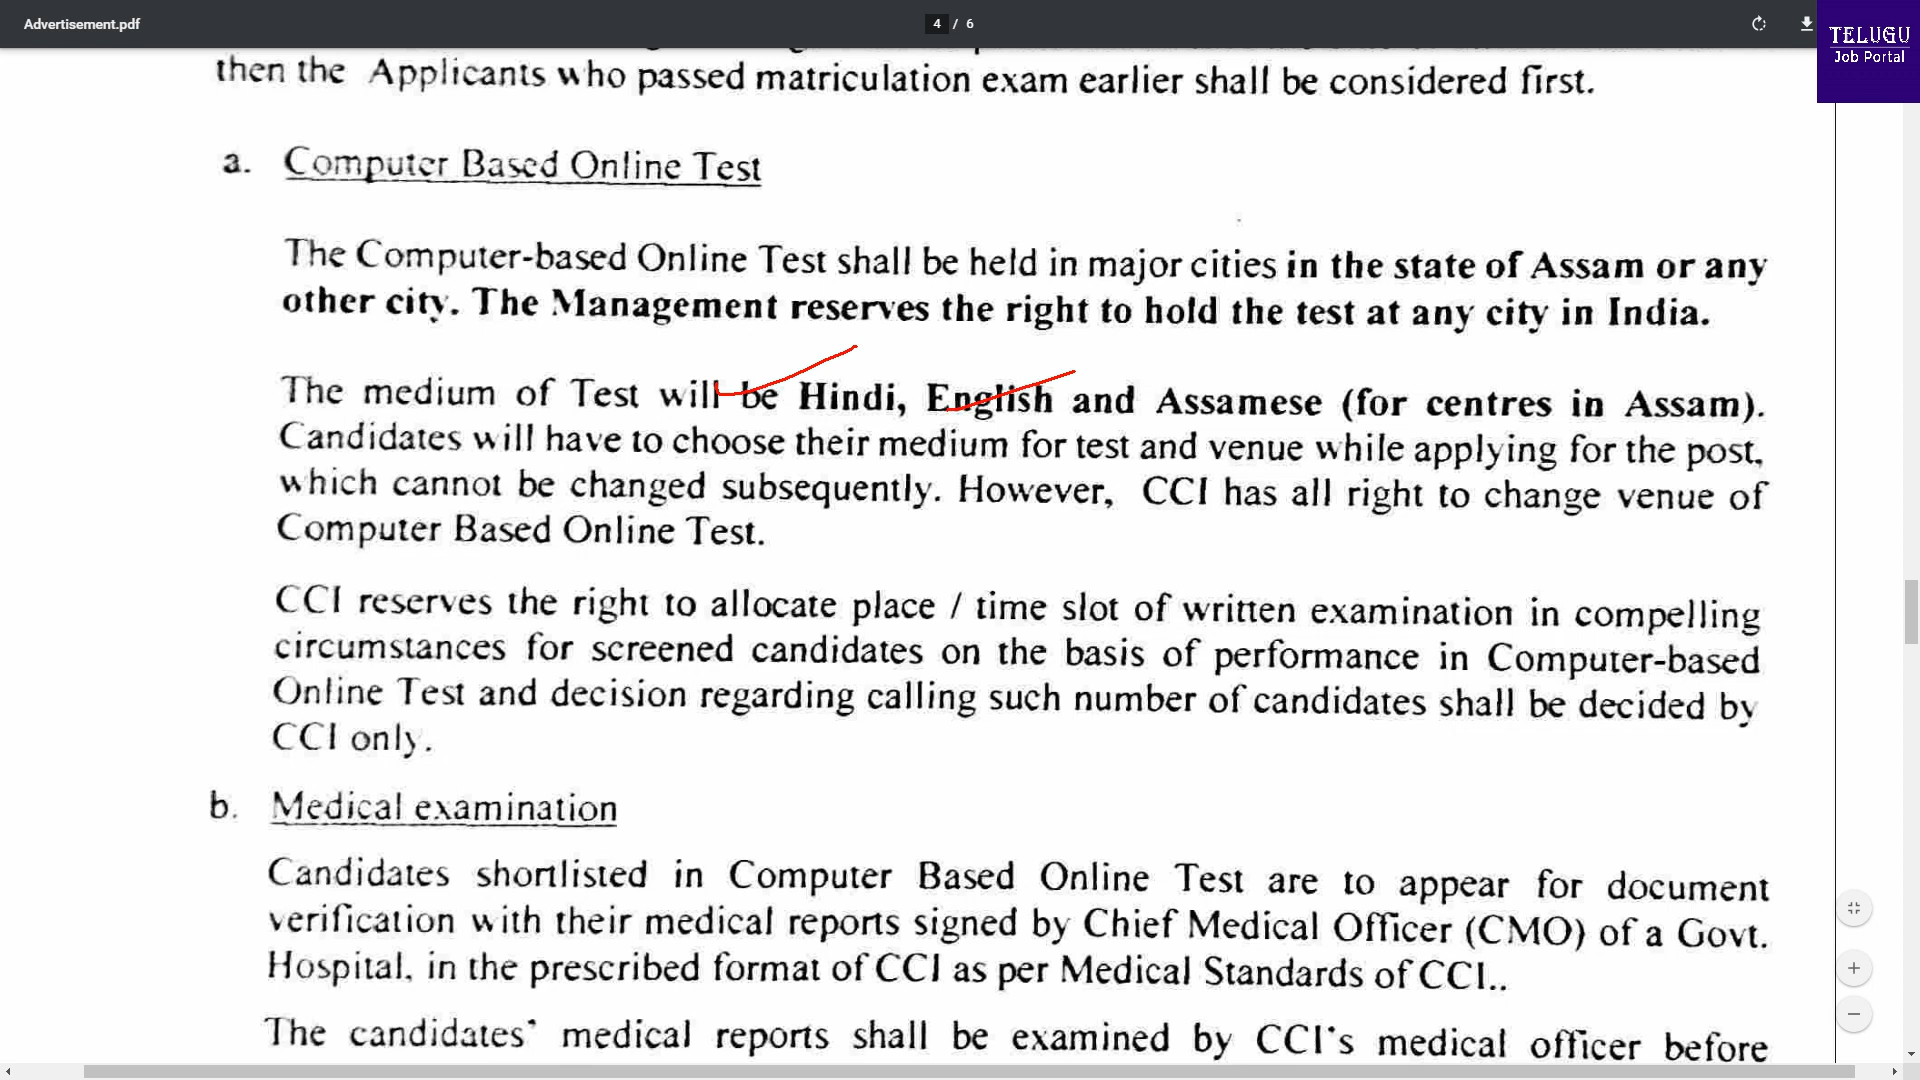 Advertisement.pdf
4 / 6
TELUGU
Job Portal
then the Applicants who passed matriculation exam earlier shall be considered first.
a. Computer Based Online Test
The Computer-based Online Test shall be held in major cities in the state of Assam or any
other city. The Management reserves the right to hold the test at any city in India.
The medium of Test will be Hindi, English and Assamese (for centres in Assam).
Candidates will have to choose their medium for test and venue while applying for the post,
which cannot be changed subsequently. However, CCI has all right to change venue of
Computer Based Online Test.
CCI reserves the right to allocate place / time slot of written examination in compelling
circumstances for screened candidates on the basis of performance in Computer-based
Online Test and decision regarding calling such number of candidates shall be decided by
CCI only.
b. Medical examination
Candidates shortlisted in Computer Based Online Test are to appear for document
verification with their medical reports signed by Chief Medical Officer (CMO) of a Govt.
Hospital, in the prescribed format of CCI as per Medical Standards of CCI..
The candidates' medical reports shall be examined by CCI's medical officer before